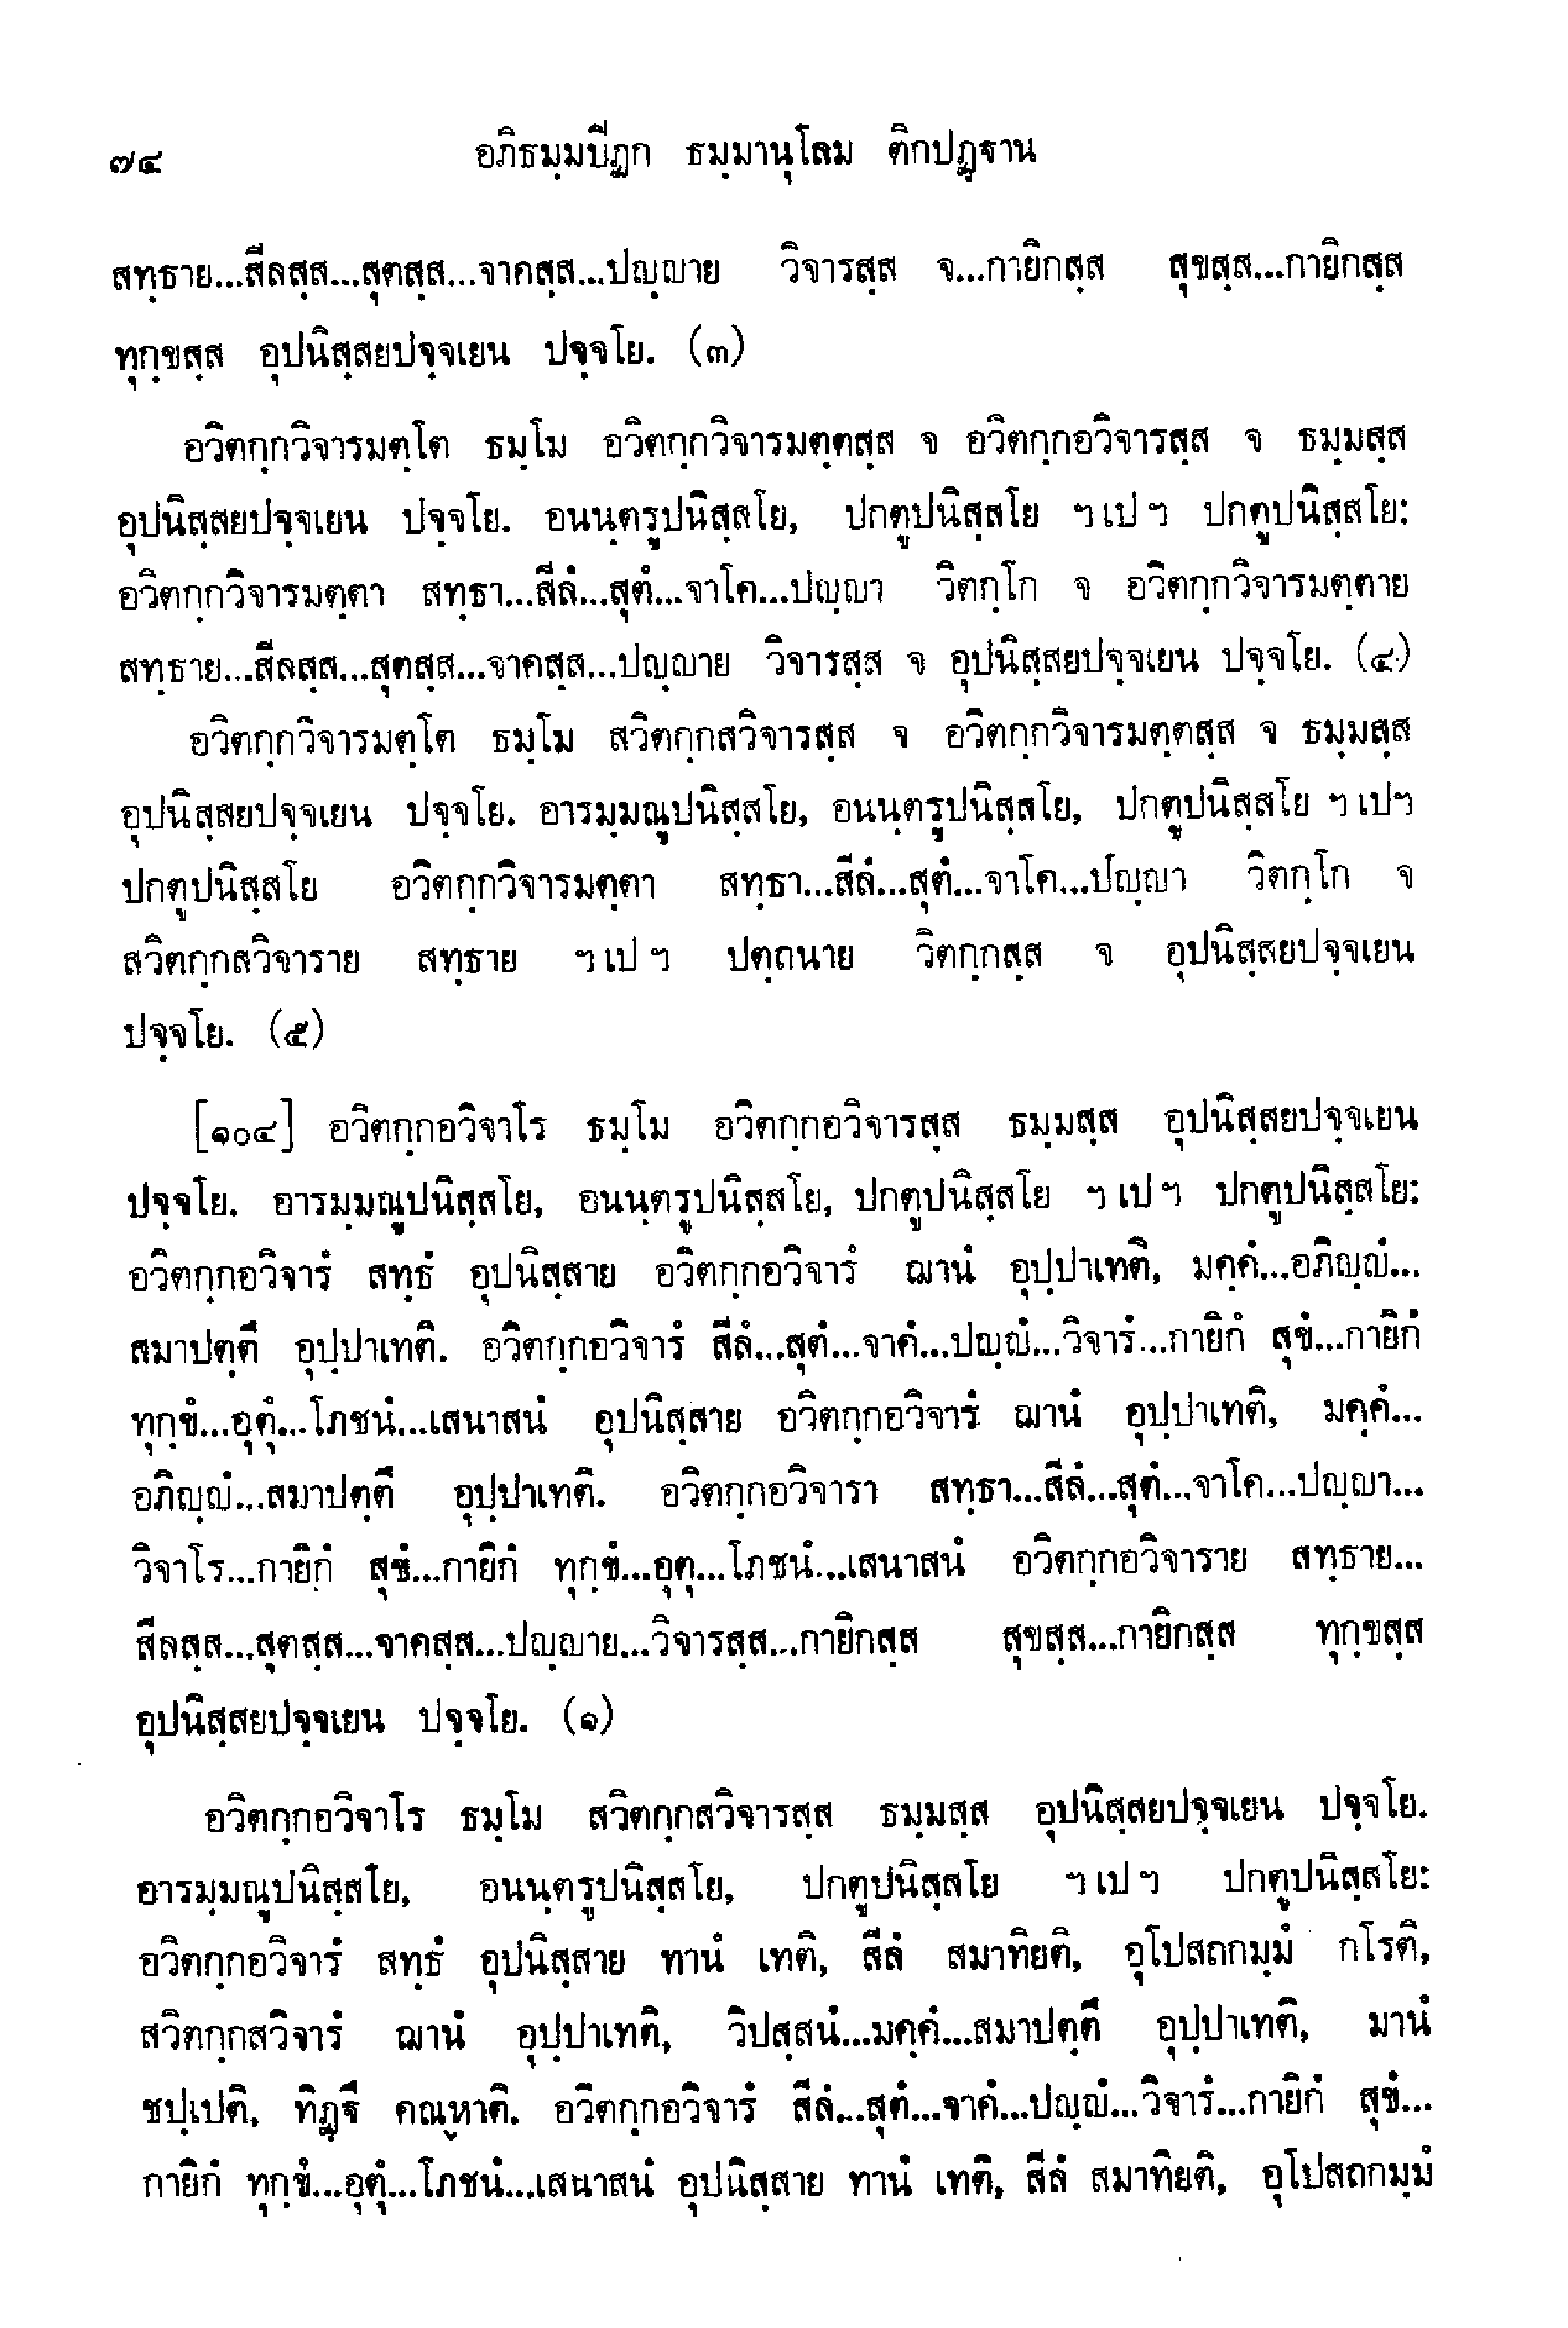 ๗๔ อภิธมฺมปีฏก ธมฺมานุโลม ติกปฏฺฐาน
สทฺธาย...สีลสฺส...สุตสฺส...จาคสฺส...ปญฺญาย วิจารสฺส จ...กายิกสฺส สุขสฺส...กายิกสฺส
ทุกฺขสฺส อุปนิสฺสยปจฺจเยน ปจฺจโย. (๓)
อวิตกฺกวิจารมตฺโต ธมฺโม อวิตกฺกวิจารมตฺตสฺส จ อวิตกฺกอวิจารสฺส จ ธมฺมสฺส
อุปนิสฺสยปจฺจเยน ปจฺจโย. อนนฺตรูปนิสฺสโย, ปกตูปนิสฺสโย ฯ เป ฯ ปกตูปนิสฺสโย:
อวิตกฺกวิจารมตฺตา สทฺธา...สีลํ...สุตํ...จาโค...ปญฺญา วิตกฺโก จ อวิตกฺกวิจารมตฺตาย
สทฺธาย...สีลสฺส...สุตสฺส...จาคสฺส...ปญฺญาย วิจารสฺส จ อุปนิสฺสยปจฺจเยน ปจฺจโย. (๔)
อวิตกฺกวิจารมตฺโต ธมฺโม สวิตกฺกสวิจารสฺส จ อวิตกฺกวิจารมตฺตสฺส จ ธมฺมสฺส
อุปนิสฺสยปจฺจเยน ปจฺจโย. อารมฺมณูปนิสฺสโย, อนนฺตรูปนิสฺสโย, ปกตูปนิสฺสโย ฯ เป ฯ
ปกตูปนิสฺสโย อวิตกฺกวิจารมตฺตา สทฺธา...สีลํ...สุตํ...จาโค...ปญฺญา วิตกฺโก จ
สวิตกฺกสวิจาราย สทฺธาย ฯ เป ฯ ปตฺถนาย วิตกฺกสฺส จ อุปนิสฺสยปจฺจเยน
ปจฺจโย. (๕)
[๑๐๔] อวิตกฺกอวิจาโร ธมฺโม อวิตกฺกอวิจารสฺส ธมฺมสฺส อุปนิสฺสยปจฺจเยน
ปจฺจโย. อารมฺมณูปนิสฺสโย, อนนฺตรูปนิสฺสโย, ปกตูปนิสฺสโย ฯ เป ฯ ปกตูปนิสฺสโย:
อวิตกฺกอวิจารํ สทฺธํ อุปนิสฺสาย อวิตกฺกอวิจารํ ฌานํ อุปฺปาเทติ, มคฺคํ...อภิญฺญํ...
สมาปตฺตึ อุปฺปาเทติ. อวิตกฺกอวิจารํ สีลํ...สุตํ...จาคํ...ปญฺญํ...วิจารํ...กายิกํ สุขํ...กายิกํ
ทุกฺขํ...อุตุํ...โภชนํ...เสนาสนํ อุปนิสฺสาย อวิตกฺกอวิจารํ ฌานํ อุปฺปาเทติ, มคฺคํ...
อภิญฺญํ...สมาปตฺตึ อุปฺปาเทติ. อวิตกฺกอวิจารา สทฺธา...สีลํ...สุตํ...จาโค...ปญฺญา...
วิจาโร...กายิกํ สุขํ...กายิกํ ทุกฺขํ...อุตุ...โภชนํ...เสนาสนํ อวิตกฺกอวิจาราย สทฺธาย...
สีลสฺส...สุตสฺส...จาคสฺส...ปญฺญาย...วิจารสฺส...กายิกสฺส สุขสฺส...กายิกสฺส ทุกฺขสฺส
อุปนิสฺสยปจฺจเยน ปจฺจโย. (๑)
อวิตกฺกอวิจาโร ธมฺโม สวิตกฺกสวิจารสฺส ธมฺมสฺส อุปนิสฺสยปจฺจเยน ปจฺจโย.
อารมฺมณูปนิสฺสโย, อนนฺตรูปนิสฺสโย, ปกตูปนิสฺสโย ฯ เป ฯ ปกตูปนิสฺสโย:
อวิตกฺกอวิจารํ สทฺธํ อุปนิสฺสาย ทานํ เทติ, สีลํ สมาทิยติ, อุโปสถกมฺมํ กโรติ,
สวิตกฺกสวิจารํ ฌานํ อุปฺปาเทติ, วิปสฺสนํ...มคฺคํ...สมาปตฺตึ อุปฺปาเทติ, มานํ
ชปฺเปติ, ทิฏฺฐึ คณฺหาติ. อวิตกฺกอวิจารํ สีลํ...สุตํ...จาคํ...ปญฺญํ...วิจารํ...กายิกํ สุขํ...
กายิกํ ทุกฺขํ...อุตุํ...โภชนํ...เสนาสนํ อุปนิสฺสาย ทานํ เทติ, สีลํ สมาทิยติ, อุโปสถกมฺมํ